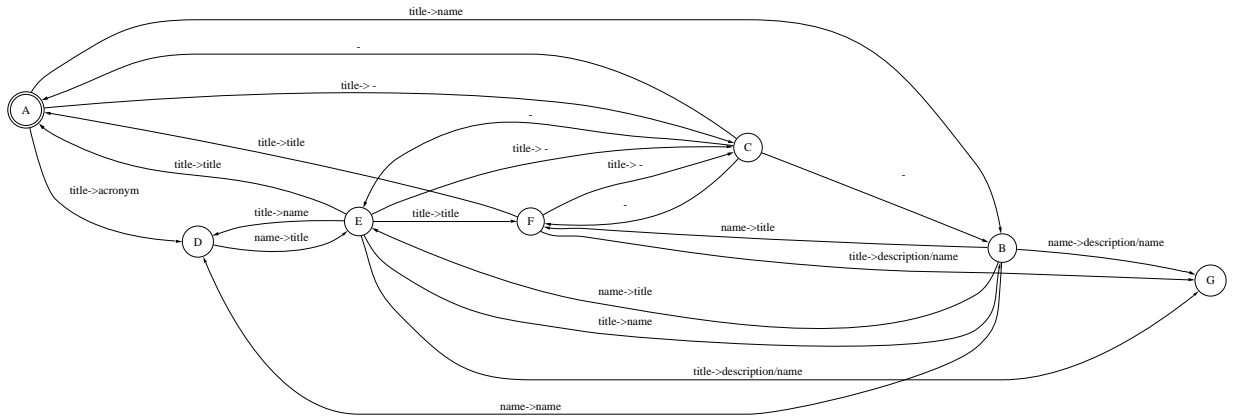 title->name
-
title-> -
A
-
title->title
title-> -
C
title->title
title-> -
title->acronym
-
-
title->name
E
title->title
F
name->title
D
name->title
B
name->description/name
title->description/name
G
name->title
title->name
title->description/name
name->name